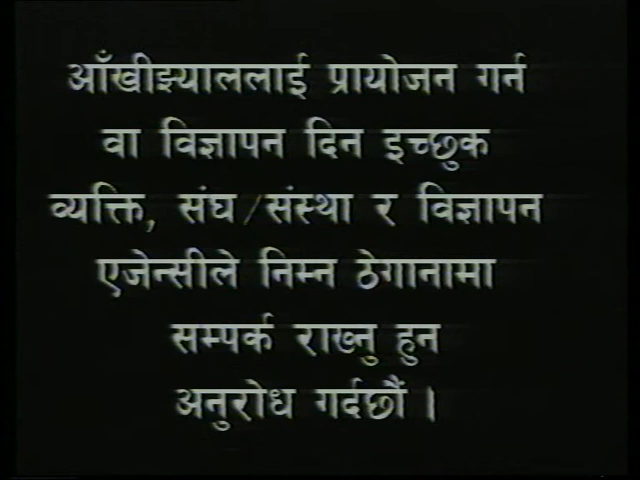 आँखीझ्याललाई प्रायोजन गर्न
वा विज्ञापन दिन इच्छुक
व्यक्ति, संघ/संस्था र विज्ञापन
एजेन्सीले निम्न ठेगानामा
सम्पर्क राख्नु हुन
अनुरोध गर्दछौं ।